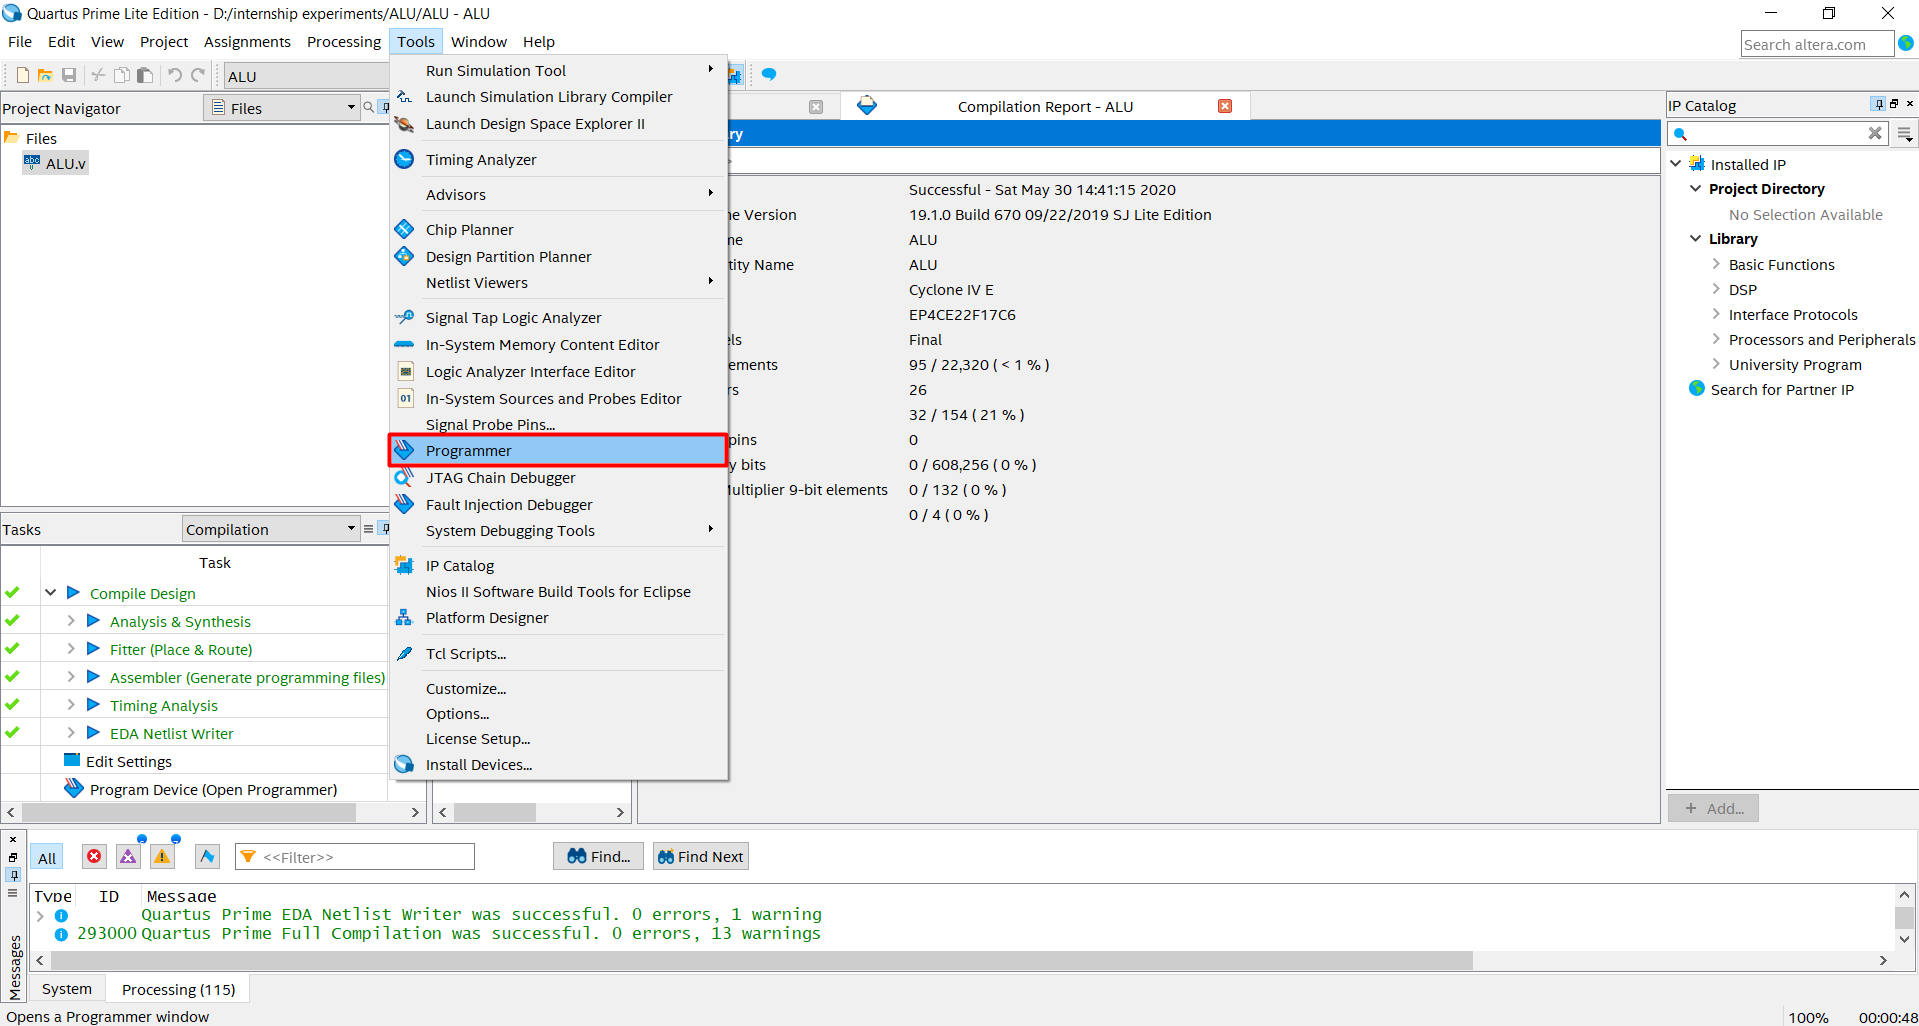 Quartus Prime Lite Edition - D:/internship experiments/ALU/ALU - ALU
File Edit View Project Assignments Processing Tools Window Help
Search altera.com
ALU
Project Navigator
Files
Files
ALU.v
Run Simulation Tool
Launch Simulation Library Compiler
Launch Design Space Explorer II
Timing Analyzer
Advisors
Chip Planner
Design Partition Planner
Netlist Viewers
Signal Tap Logic Analyzer
In-System Memory Content Editor
Logic Analyzer Interface Editor
In-System Sources and Probes Editor
Signal Probe Pins...
Programmer
JTAG Chain Debugger
Fault Injection Debugger
System Debugging Tools
IP Catalog
Nios II Software Build Tools for Eclipse
Platform Designer
Tcl Scripts...
Customize...
Options...
License Setup...
Install Devices...
Compilation Report - ALU
ry
Successful - Sat May 30 14:41:15 2020
ne Version 19.1.0 Build 670 09/22/2019 SJ Lite Edition
me ALU
tity Name ALU
Cyclone IV E
EP4CE22F17C6
els Final
ements 95 / 22,320 ( < 1 % )
rs 26
32 / 154 ( 21 % )
pins 0
y bits 0 / 608,256 ( 0 % )
Multiplier 9-bit elements 0 / 132 ( 0 % )
0 / 4 ( 0 % )
IP Catalog
Installed IP
Project Directory
No Selection Available
Library
Basic Functions
DSP
Interface Protocols
Processors and Peripherals
University Program
Search for Partner IP
+ Add...
Tasks
Compilation
Task
Compile Design
Analysis & Synthesis
Fitter (Place & Route)
Assembler (Generate programming files)
Timing Analysis
EDA Netlist Writer
Edit Settings
Program Device (Open Programmer)
All
<<Filter>>
Find...
Find Next
Type ID Message
Quartus Prime EDA Netlist Writer was successful. 0 errors, 1 warning
293000 Quartus Prime Full Compilation was successful. 0 errors, 13 warnings
Messages
System
Processing (115)
Opens a Programmer window
100% 00:00:48